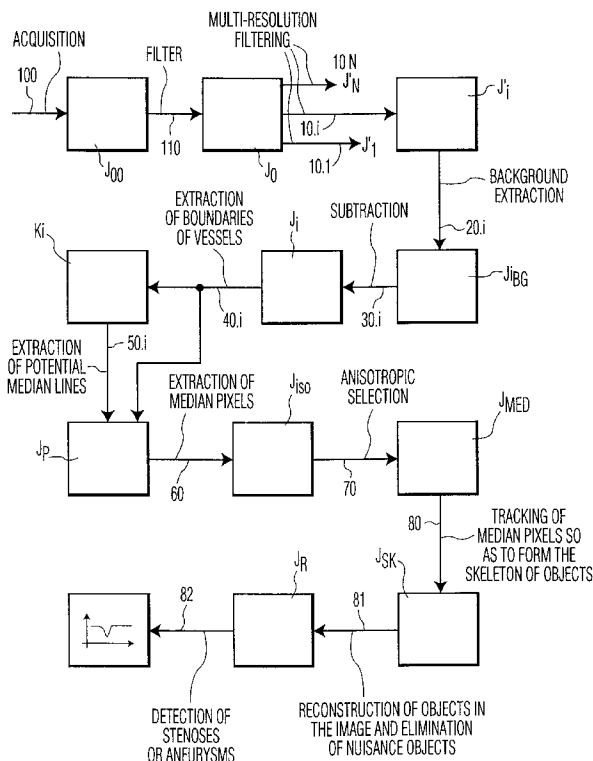 ACQUISITION
100
J00
FILTER
110
J0
MULTI-RESOLUTION
FILTERING
10 N
J'N
10.i
10.1
J'1
J'i
BACKGROUND
EXTRACTION
20.i
JiBG
SUBTRACTION
30.i
Ji
EXTRACTION
OF BOUNDARIES
OF VESSELS
40.i
Ki
50.i
EXTRACTION
OF POTENTIAL
MEDIAN LINES
JP
EXTRACTION OF
MEDIAN PIXELS
60
Jiso
ANISOTROPIC
SELECTION
70
JMED
80
TRACKING OF
MEDIAN PIXELS SO
AS TO FORM THE
SKELETON OF OBJECTS
JSK
81
RECONSTRUCTION OF OBJECTS IN
THE IMAGE AND ELIMINATION
OF NUISANCE OBJECTS
JR
82
DETECTION OF
STENOSES
OR ANEURYSMS